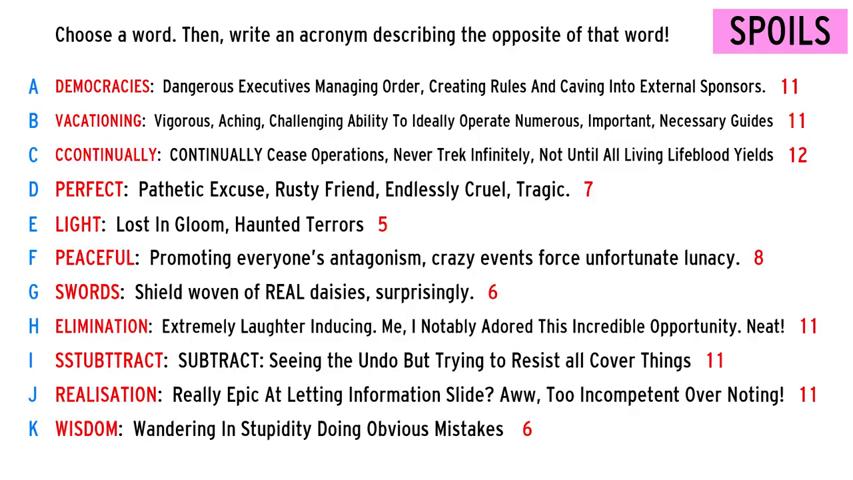 Choose a word. Then, write an acronym describing the opposite of that word!
SPOILS
A DEMOCRACIES: Dangerous Executives Managing Order, Creating Rules And Caving Into External Sponsors. 11
B VACATIONING: Vigorous, Aching, Challenging Ability To Ideally Operate Numerous, Important, Necessary Guides 11
C CCONTINUALLY: CONTINUALLY Cease Operations, Never Trek Infinitely, Not Until All Living Lifeblood Yields 12
D PERFECT: Pathetic Excuse, Rusty Friend, Endlessly Cruel, Tragic. 7
E LIGHT: Lost In Gloom, Haunted Terrors 5
F PEACEFUL: Promoting everyone's antagonism, crazy events force unfortunate lunacy. 8
G SWORDS: Shield woven of REAL daisies, surprisingly. 6
H ELIMINATION: Extremely Laughter Inducing. Me, I Notably Adored This Incredible Opportunity. Neat! 11
I SSTUBTTRACT: SUBTRACT: Seeing the Undo But Trying to Resist all Cover Things 11
J REALISATION: Really Epic At Letting Information Slide? Aww, Too Incompetent Over Noting! 11
K WISDOM: Wandering In Stupidity Doing Obvious Mistakes 6